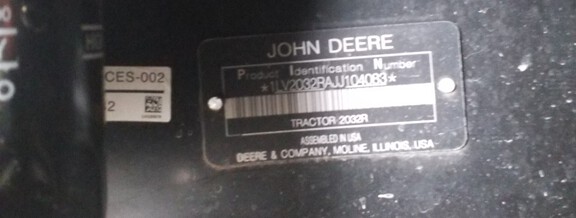 CES-002
2
JOHN DEERE
Product Identification Number
*1LV2032RAJJ104083*
TRACTOR 2032R
ASSEMBLED IN USA
DEERE & COMPANY, MOLINE, ILLINOIS, USA